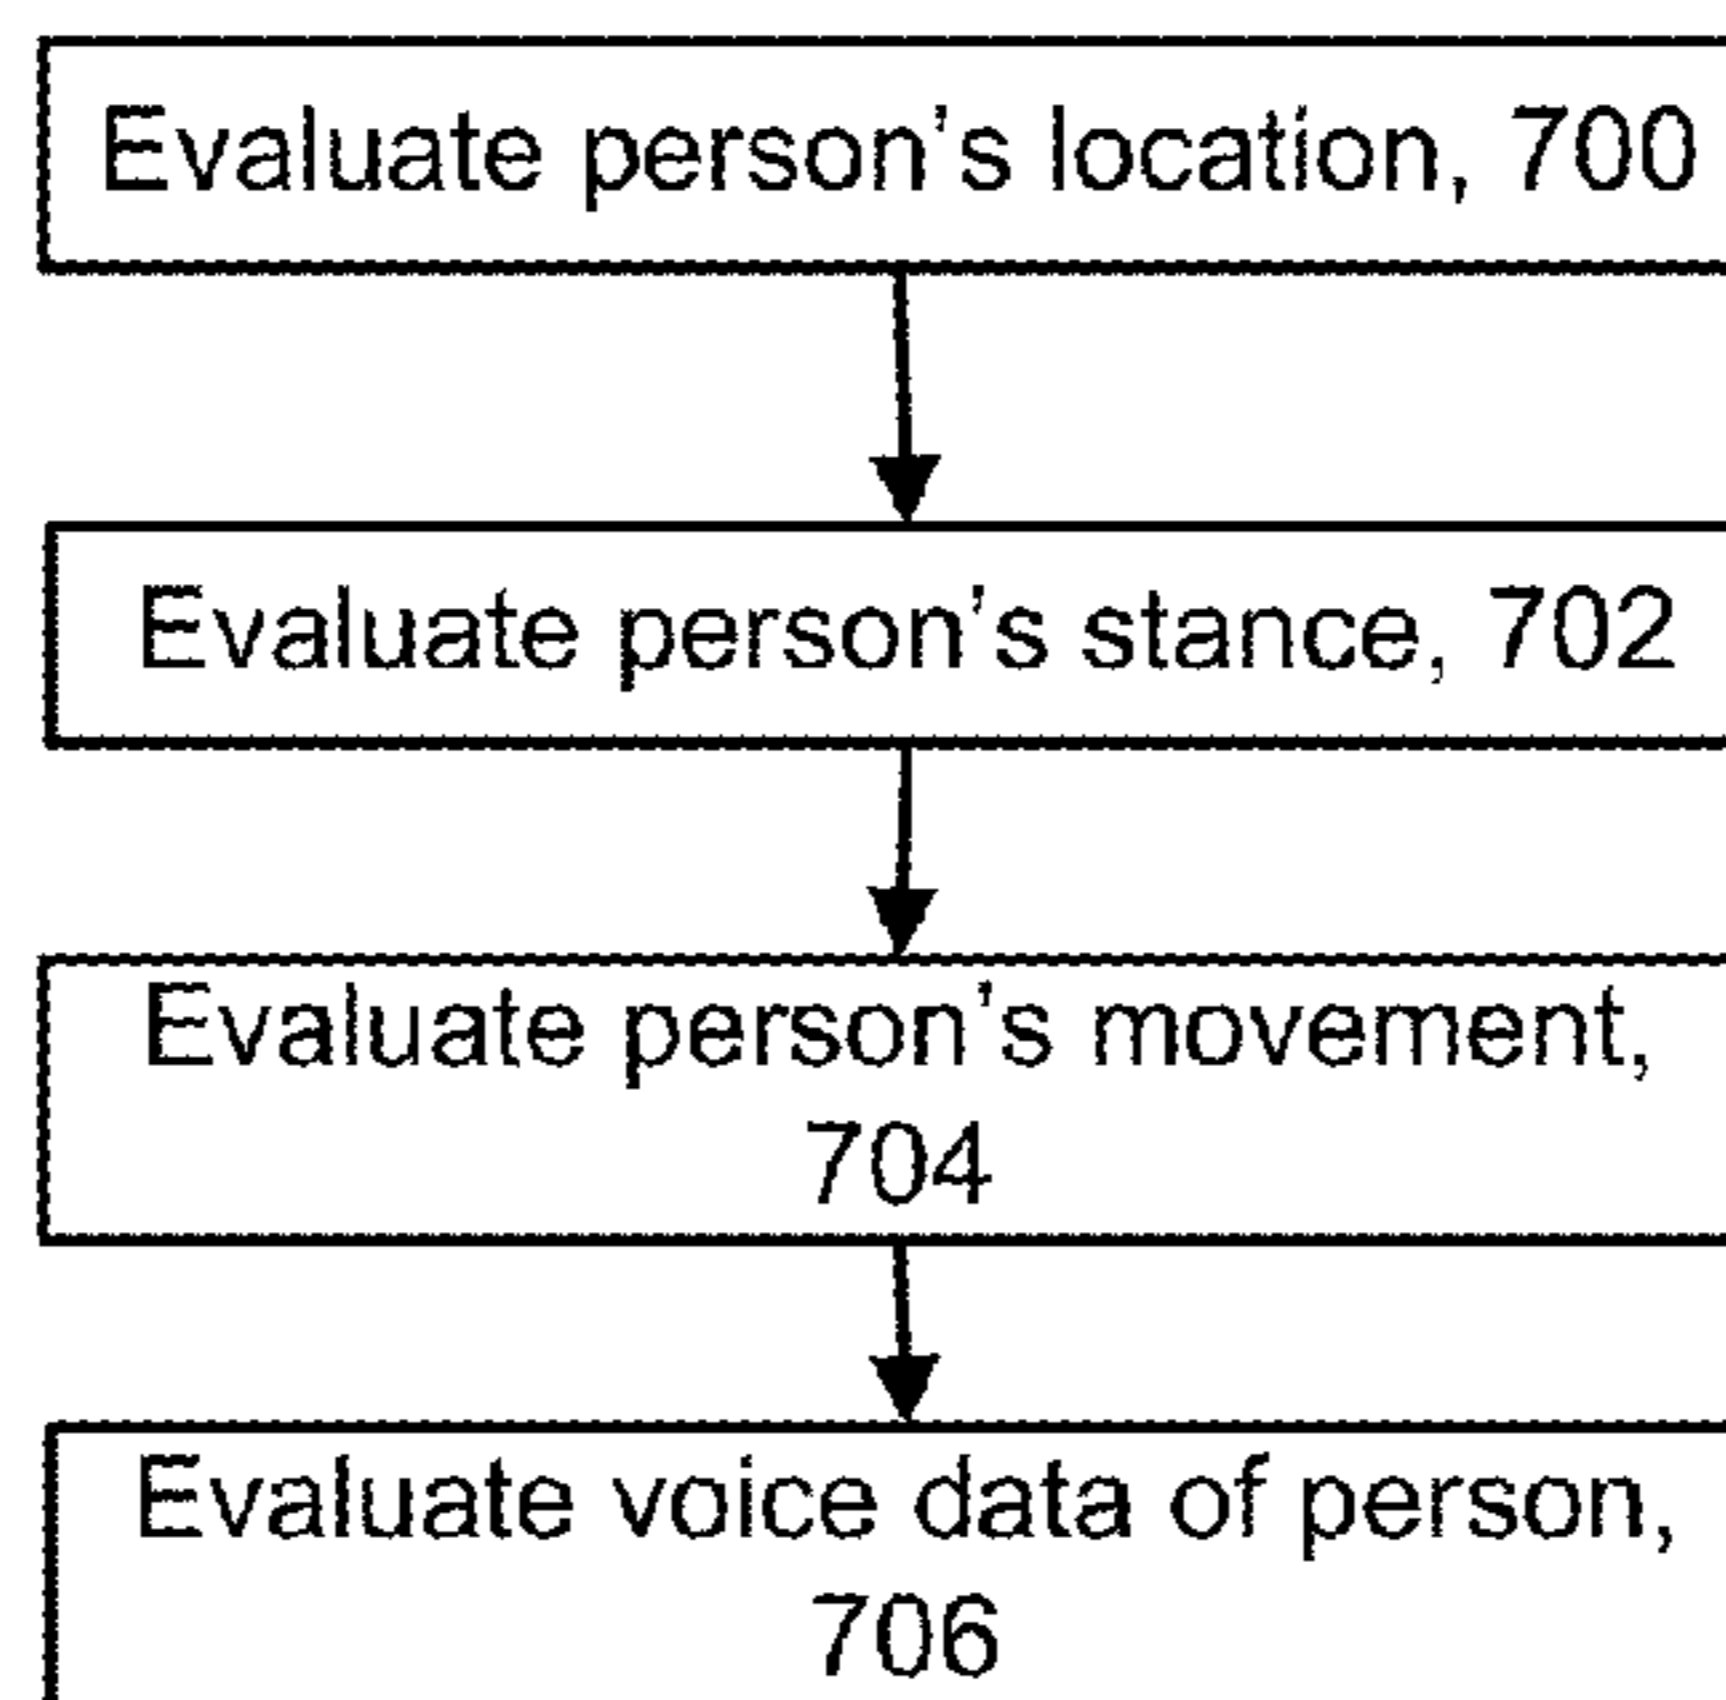 Evaluate person's location, 700
Evaluate person's stance, 702
Evaluate person's movement,
704
Evaluate voice data of person,
706